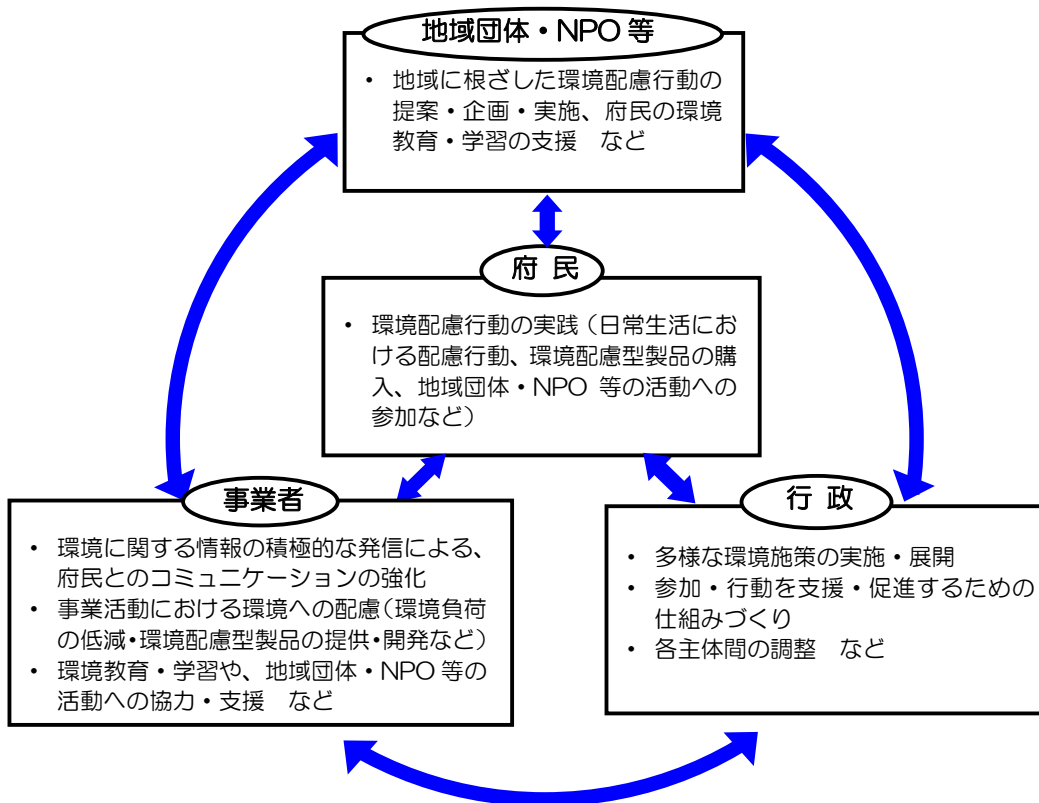 地域団体・NPO 等
・ 地域に根ざした環境配慮行動の
提案・企画・実施、府民の環境
教育・学習の支援　など
府 民
・ 環境配慮行動の実践（日常生活にお
ける配慮行動、環境配慮型製品の購
入、地域団体・NPO 等の活動への
参加など）
事業者
・ 環境に関する情報の積極的な発信による、
府民とのコミュニケーションの強化
・ 事業活動における環境への配慮（環境負荷
の低減・環境配慮型製品の提供・開発など）
・ 環境教育・学習や、地域団体・NPO 等の
活動への協力・支援　など
行 政
・ 多様な環境施策の実施・展開
・ 参加・行動を支援・促進するための
仕組みづくり
・ 各主体間の調整　など